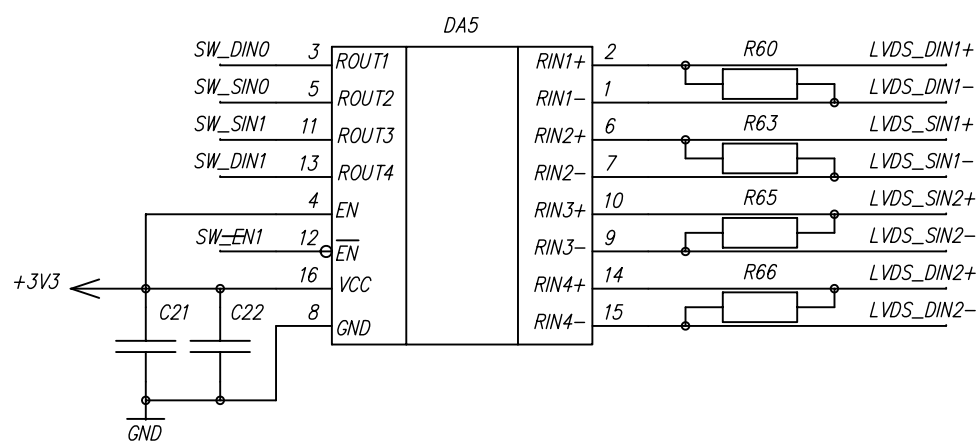 DA5
SW_DIN0 3 ROUT1 RIN1+ 2 R60 LVDS_DIN1+
SW_SIN0 5 ROUT2 RIN1- 1 LVDS_DIN1-
SW_SIN1 11 ROUT3 RIN2+ 6 R63 LVDS_SIN1+
SW_DIN1 13 ROUT4 RIN2- 7 LVDS_SIN1-
4 EN RIN3+ 10 R65 LVDS_SIN2+
SW_EN1 12 EN RIN3- 9 LVDS_SIN2-
+3V3 16 VCC RIN4+ 14 R66 LVDS_DIN2+
C21 C22 8 GND RIN4- 15 LVDS_DIN2-
GND